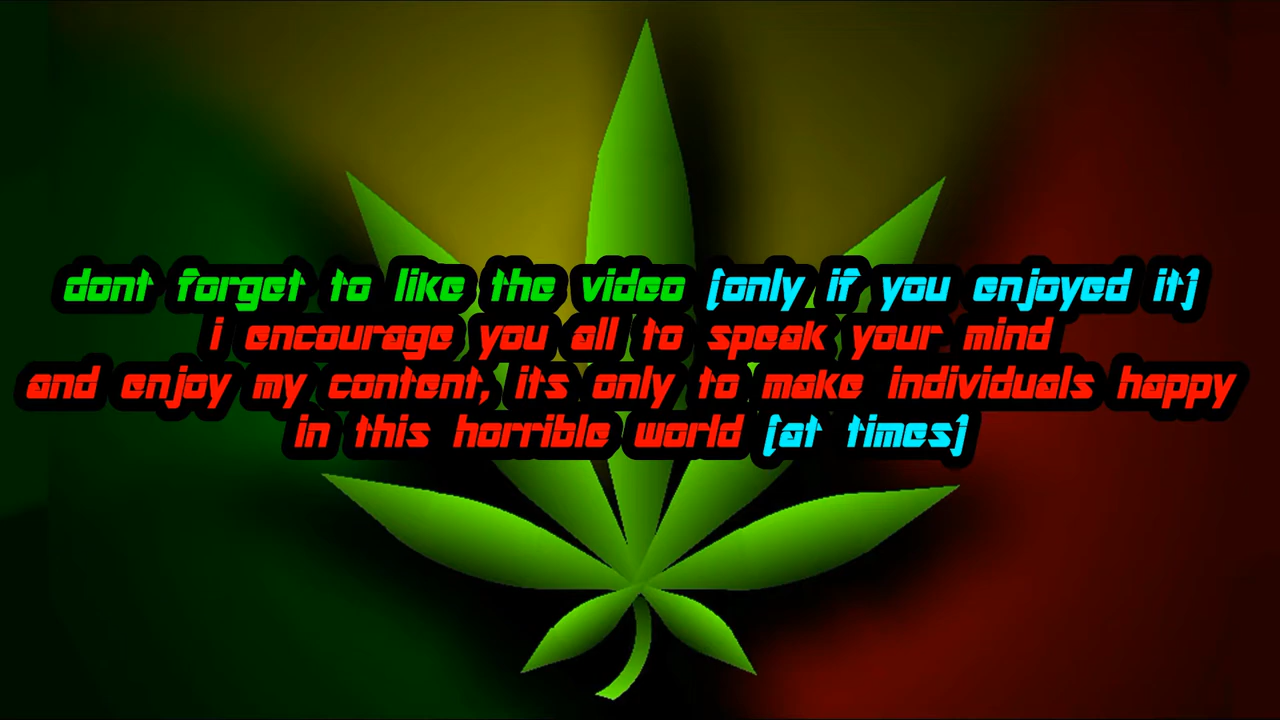 dont forget to like the video (only if you enjoyed it)
i encourage you all to speak your mind
and enjoy my content, its only to make individuals happy
in this horrible world (at times)